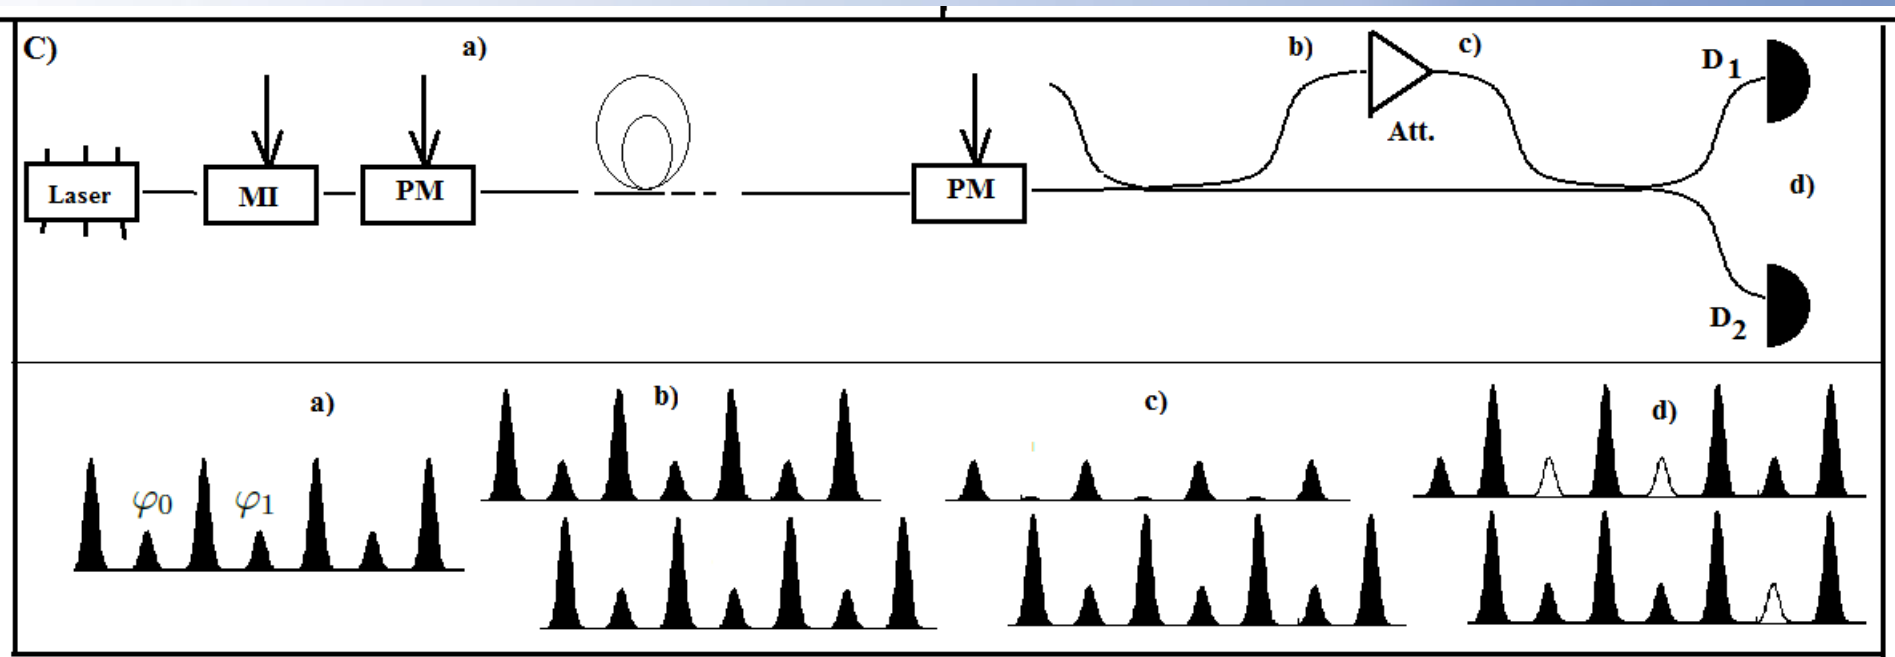 C)
a)
b)
c)
D1
Att.
Laser
MI
PM
PM
d)
D2
a)
b)
c)
d)
φ0
φ1